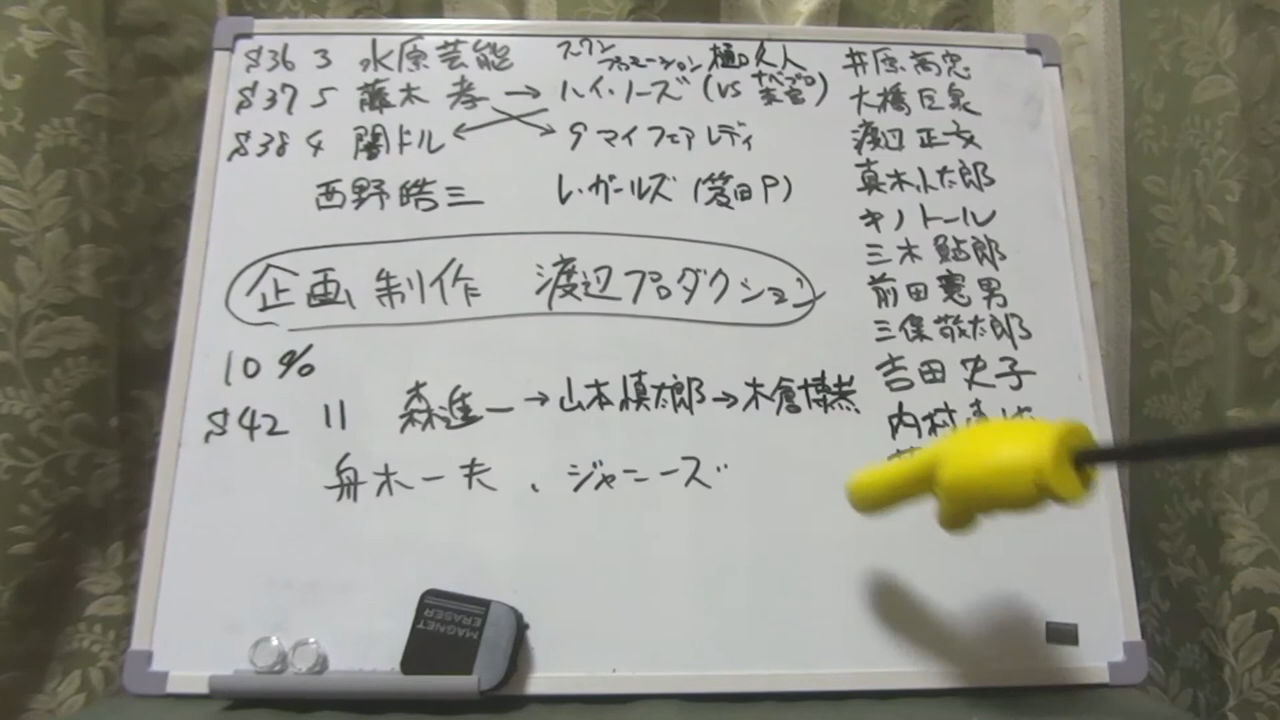 S36 3 水原芸能 スワンプロモーション 樋口久人
S37 5 藤木 孝 → ハイ・ノーズ (VS ナベプロ 東宝)
S38 4 闇ドル 9 マイフェアレディ
西野皓三 レ・ガールズ (簑田P)
企画 制作 渡辺プロダクション
10%
S42 11 森進一 → 山本慎太郎 → 木倉博恭
舟木一夫、ジャニーズ
井原高忠
大橋巨泉
渡辺正文
真木小太郎
キノトール
三木鮎郎
前田憲男
三保敬太郎
吉田史子
内村
MAGNET
ERASER